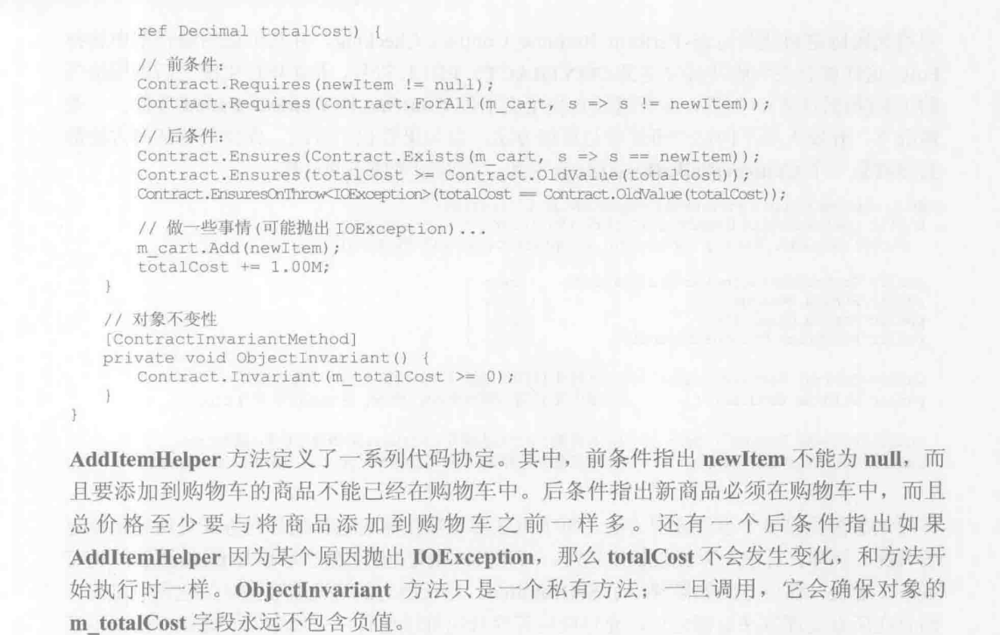 ref Decimal totalCost) {
// 前条件:
Contract.Requires(newItem != null);
Contract.Requires(Contract.ForAll(m_cart, s => s != newItem));
// 后条件:
Contract.Ensures(Contract.Exists(m_cart, s => s == newItem));
Contract.Ensures(totalCost >= Contract.OldValue(totalCost));
Contract.EnsuresOnThrow<IOException>(totalCost == Contract.OldValue(totalCost));
// 做一些事情(可能抛出 IOException)...
m_cart.Add(newItem);
totalCost += 1.00M;
}
// 对象不变性
[ContractInvariantMethod]
private void ObjectInvariant() {
Contract.Invariant(m_totalCost >= 0);
}
}
AddItemHelper 方法定义了一系列代码协定。其中，前条件指出 newItem 不能为 null，而
且要添加到购物车的商品不能已经在购物车中。后条件指出新商品必须在购物车中，而且
总价格至少要与将商品添加到购物车之前一样多。还有一个后条件指出如果
AddItemHelper 因为某个原因抛出 IOException，那么 totalCost 不会发生变化，和方法开
始执行时一样。ObjectInvariant 方法只是一个私有方法；一旦调用，它会确保对象的
m_totalCost 字段永远不包含负值。